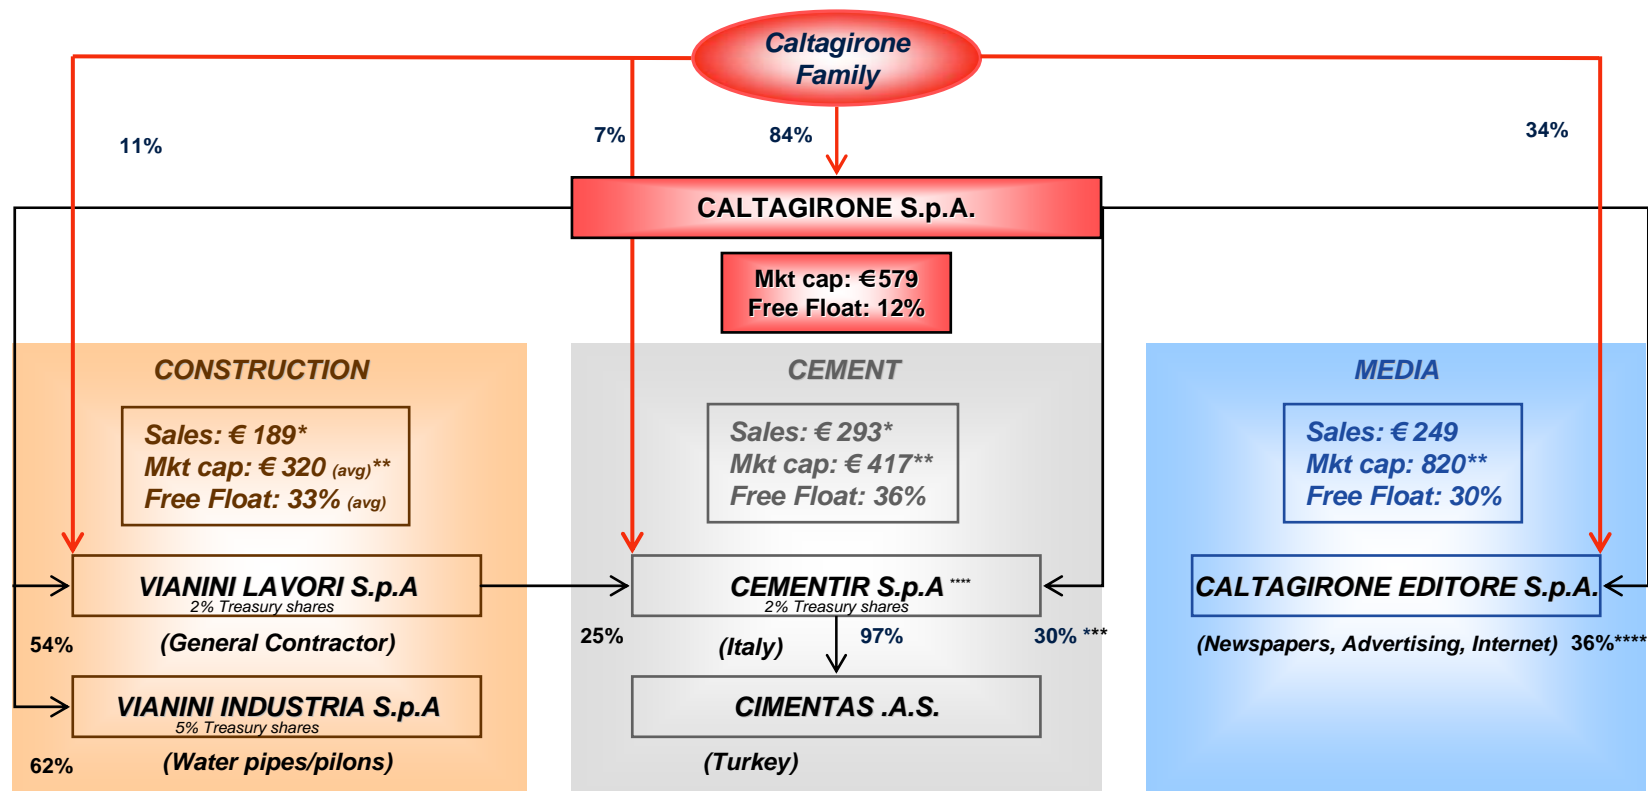 Caltagirone
Family
11%
7%
84%
34%
CALTAGIRONE S.p.A.
Mkt cap: €579
Free Float: 12%
CONSTRUCTION
Sales: € 189*
Mkt cap: € 320 (avg)**
Free Float: 33% (avg)
CEMENT
Sales: € 293*
Mkt cap: € 417**
Free Float: 36%
MEDIA
Sales: € 249
Mkt cap: 820**
Free Float: 30%
VIANINI LAVORI S.p.A
2% Treasury shares
54%
(General Contractor)
VIANINI INDUSTRIA S.p.A
5% Treasury shares
62%
(Water pipes/pilons)
CEMENTIR S.p.A ****
2% Treasury shares
25%
(Italy)
97%
30% ***
CIMENTAS .A.S.
(Turkey)
CALTAGIRONE EDITORE S.p.A.
(Newspapers, Advertising, Internet)
36%****